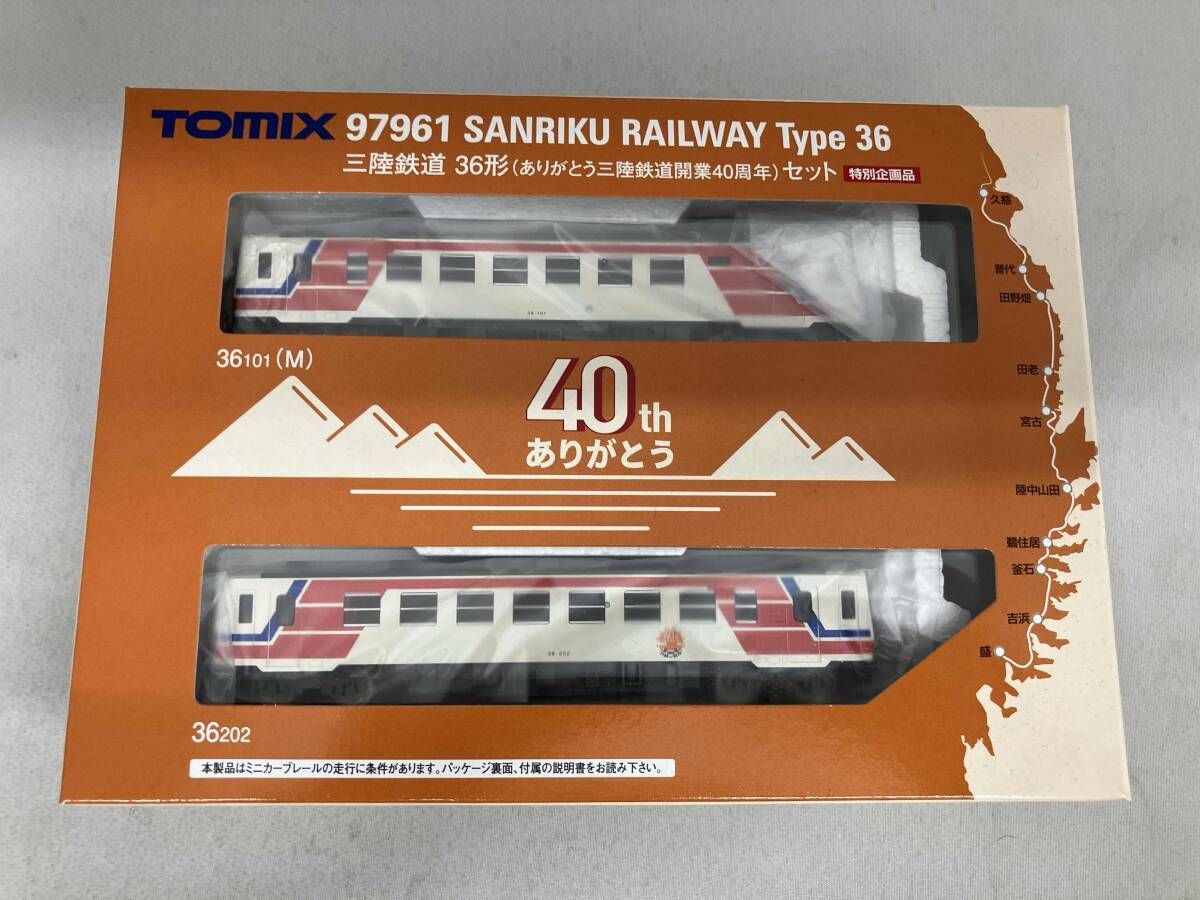 TOMIX 97961 SANRIKU RAILWAY Type 36
三陸鉄道 36形(ありがとう三陸鉄道開業40周年)セット 特別企画品
久慈
普代
田野畑
36-101
36101(M)
田老
40th
宮古
ありがとう
陸中山田
鵜住居
釜石
吉浜
盛
36-202
36202
本製品はミニカーブレールの走行に条件があります。パッケージ裏面、付属の説明書をお読み下さい。